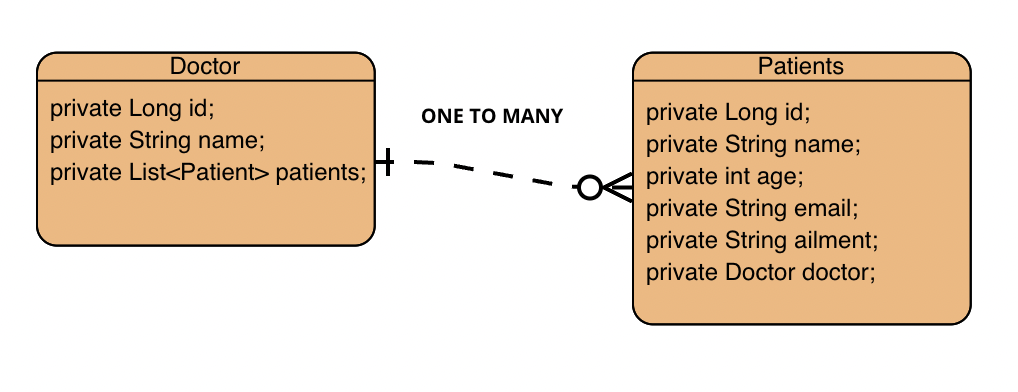 Doctor
private Long id;
private String name;
private List<Patient> patients;
ONE TO MANY
Patients
private Long id;
private String name;
private int age;
private String email;
private String ailment;
private Doctor doctor;